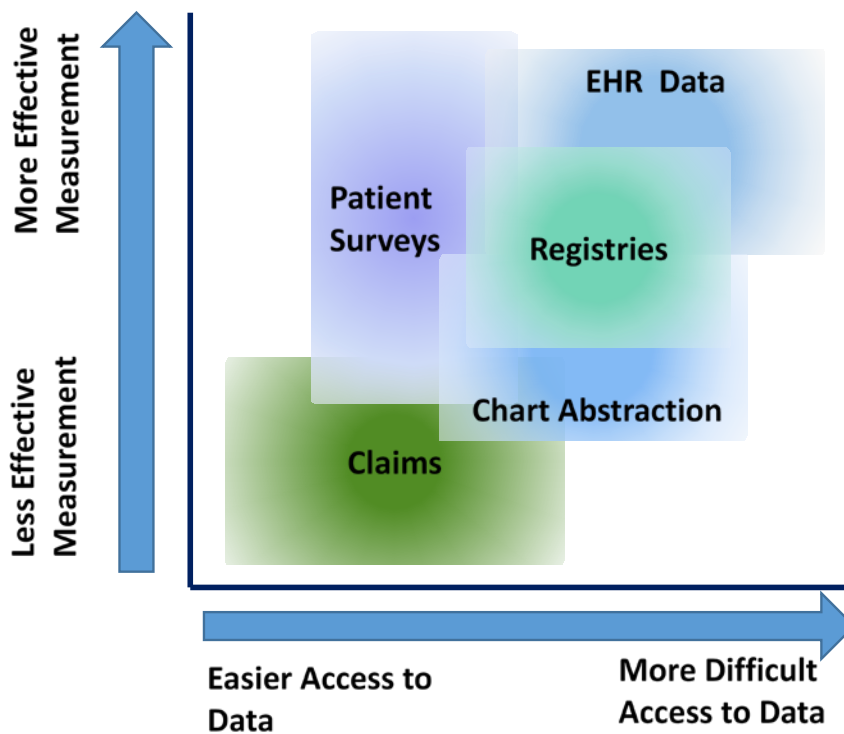 More Effective
Measurement
Less Effective
Measurement
EHR  Data
Patient
Surveys
Registries
Chart Abstraction
Claims
Easier Access to
Data
More Difficult
Access to Data